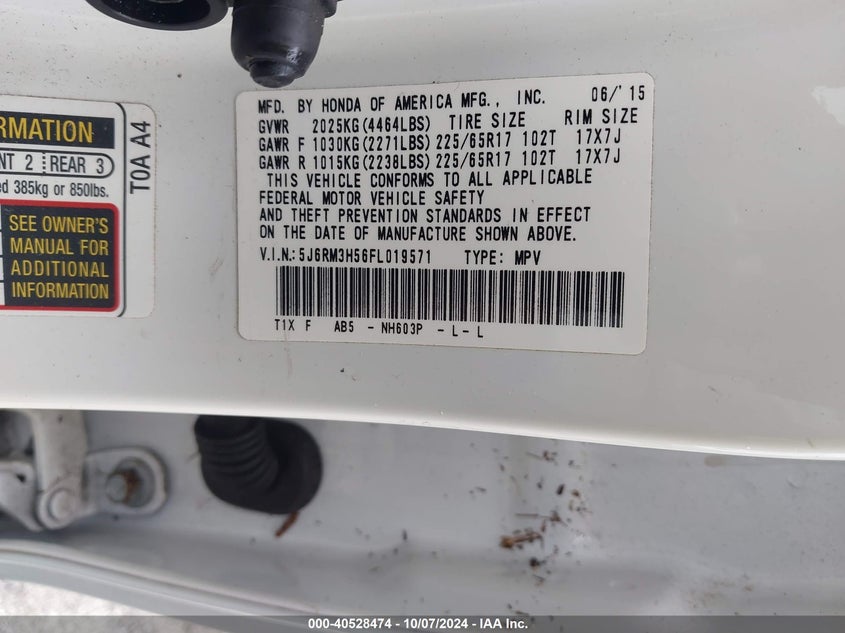 MFD. BY HONDA OF AMERICA MFG., INC. 06/'15
GVWR 2025KG(4464LBS) TIRE SIZE RIM SIZE
GAWR F 1030KG(2271LBS) 225/65R17 102T 17X7J
GAWR R 1015KG(2238LBS) 225/65R17 102T 17X7J
THIS VEHICLE CONFORMS TO ALL APPLICABLE
FEDERAL MOTOR VEHICLE SAFETY
AND THEFT PREVENTION STANDARDS IN EFFECT
ON THE DATE OF MANUFACTURE SHOWN ABOVE.
V.I.N.:5J6RM3H56FL019571 TYPE: MPV
T1X F AB5 - NH603P - L - L
REAR 3
385kg or 850lbs.
SEE OWNER'S
MANUAL FOR
ADDITIONAL
INFORMATION
T0A A4
000-40528474 - 10/07/2024 - IAA Inc.